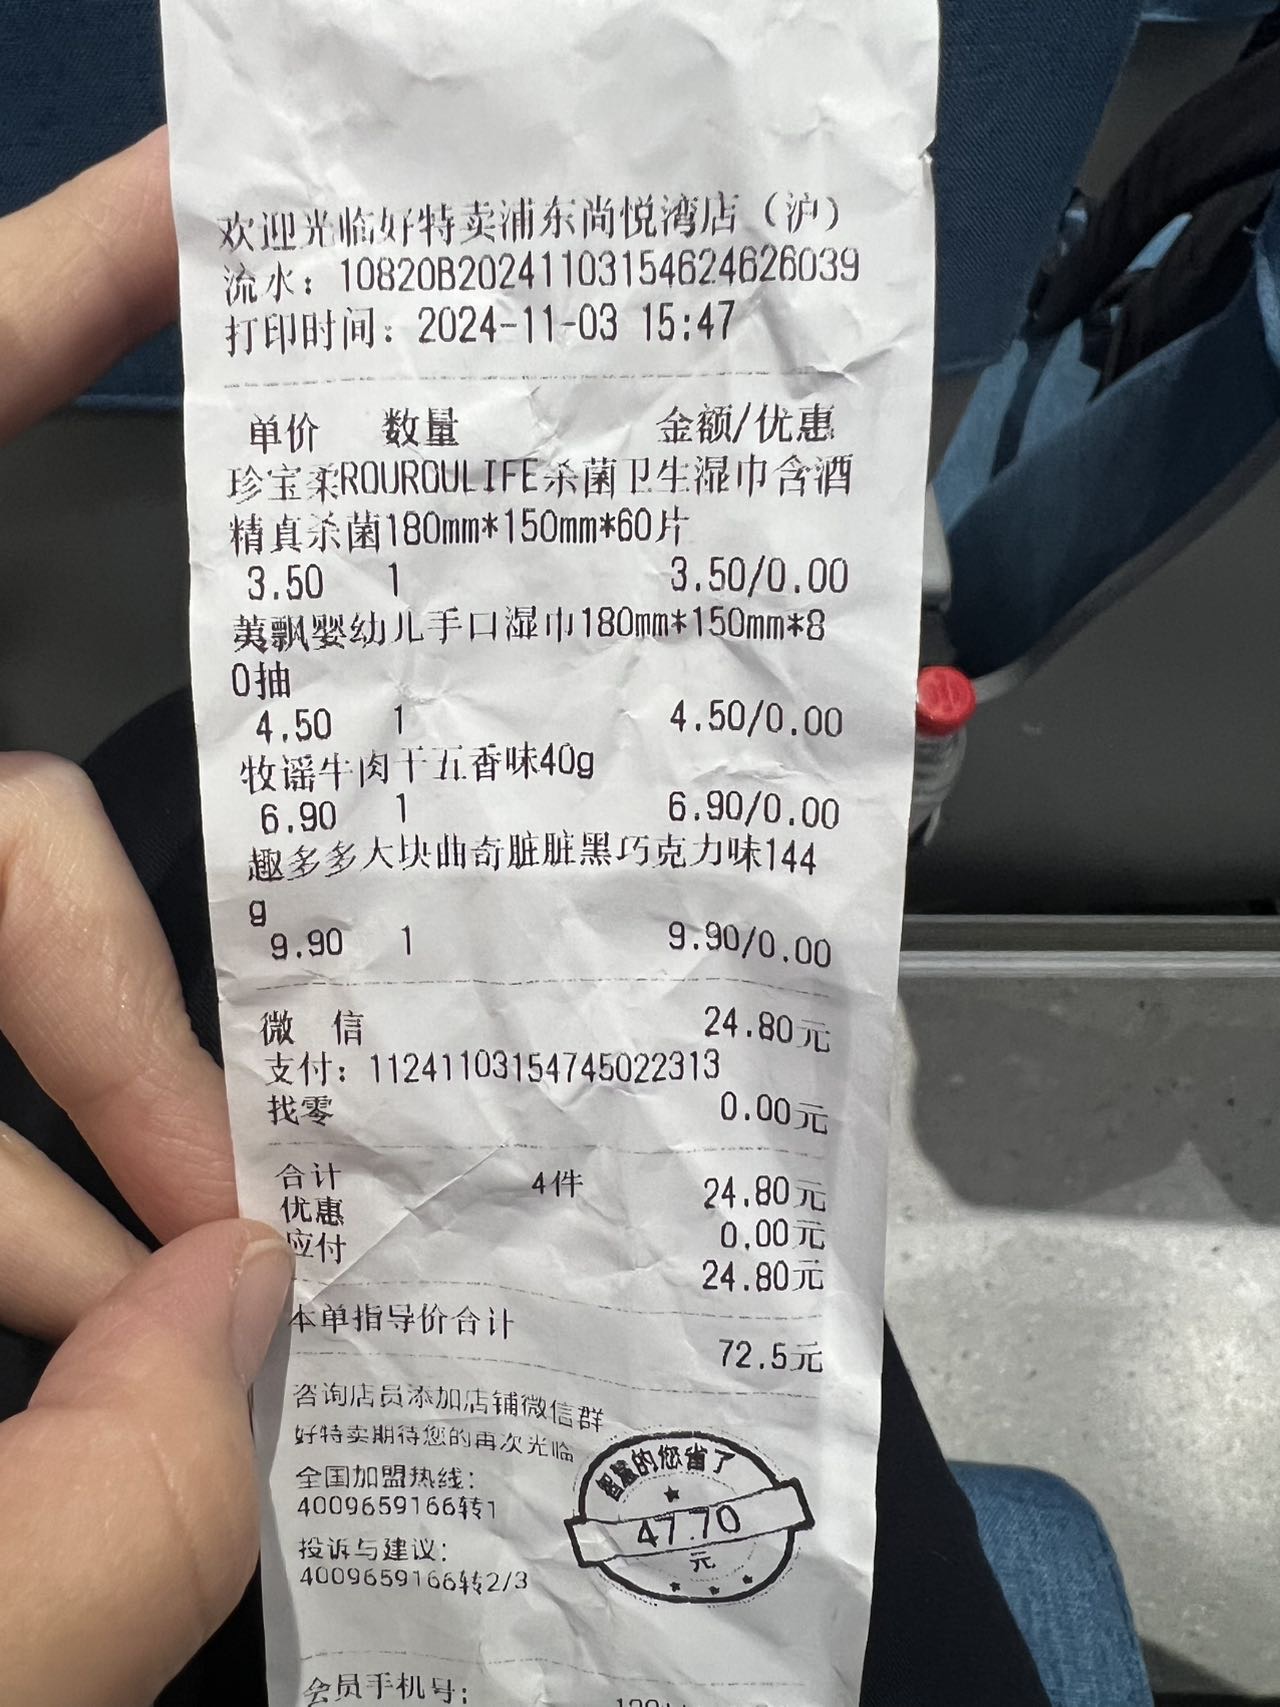 欢迎光临好特卖浦东尚悦湾店（沪）
流水：10820B20241103154624626039
打印时间：2024-11-03 15:47
单价 数量 金额/优惠
珍宝柔ROUROULIFE杀菌卫生湿巾含酒
精真杀菌180mm*150mm*60片
3.50 1 3.50/0.00
英飘婴幼儿手口湿巾180mm*150mm*8
0抽
4.50 1 4.50/0.00
牧谣牛肉干五香味40g
6.90 1 6.90/0.00
趣多多大块曲奇脏脏黑巧克力味144
g
9.90 1 9.90/0.00
微 信 24.80元
支付：11241103154745022313
找零 0.00元
合计 4件 24.80元
优惠 0.00元
应付 24.80元
本单指导价合计
72.5元
咨询店员添加店铺微信群
好特卖期待您的再次光临
全国加盟热线：
4009659166转1
投诉与建议：
4009659166转2/3
智慧的您省了
47.70
元
会员手机号：